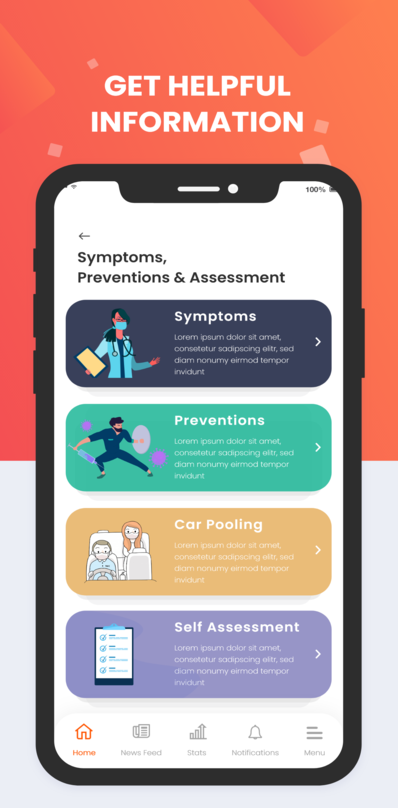 GET HELPFUL
INFORMATION
100%
Symptoms,
Preventions & Assessment
Symptoms
Lorem ipsum dolor sit amet,
consetetur sadipscing elitr, sed
diam nonumy eirmod tempor
invidunt
Preventions
Lorem ipsum dolor sit amet,
consetetur sadipscing elitr, sed
diam nonumy eirmod tempor
invidunt
Car Pooling
Lorem ipsum dolor sit amet,
consetetur sadipscing elitr, sed
diam nonumy eirmod tempor
invidunt
Self Assessment
Lorem ipsum dolor sit amet,
consetetur sadipscing elitr, sed
diam nonumy eirmod tempor
invidunt
Home News Feed Stats Notifications Menu